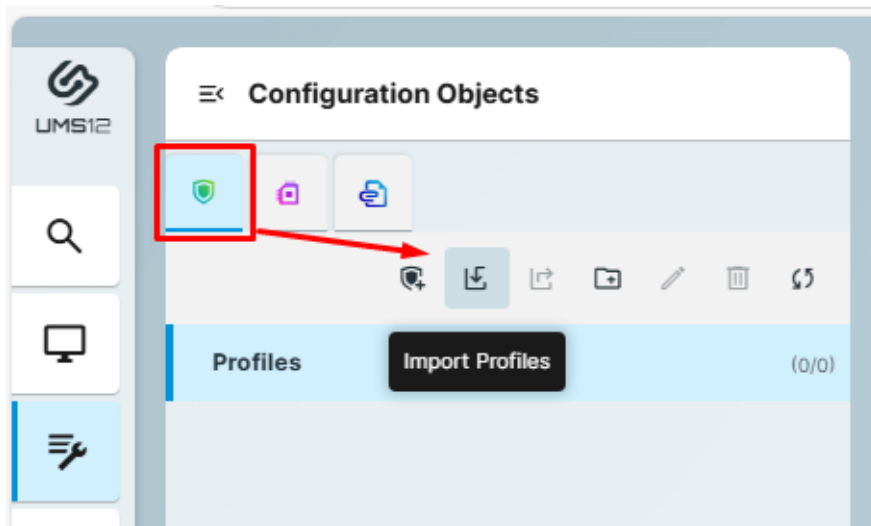 Configuration Objects
UMS12
Profiles
Import Profiles
(0/0)